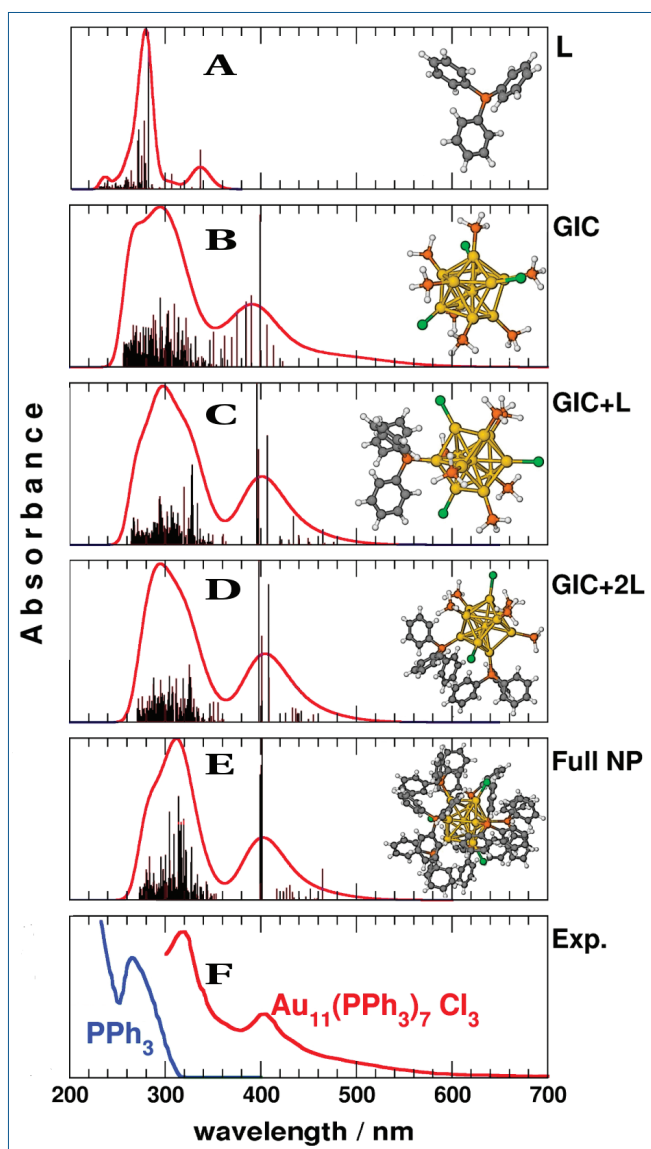 A
L
B
GIC
C
GIC+L
D
GIC+2L
E
Full NP
F
Exp.
PPh3
Au11(PPh3)7 Cl3
Absorbance
200 300 400 500 600 700
wavelength / nm